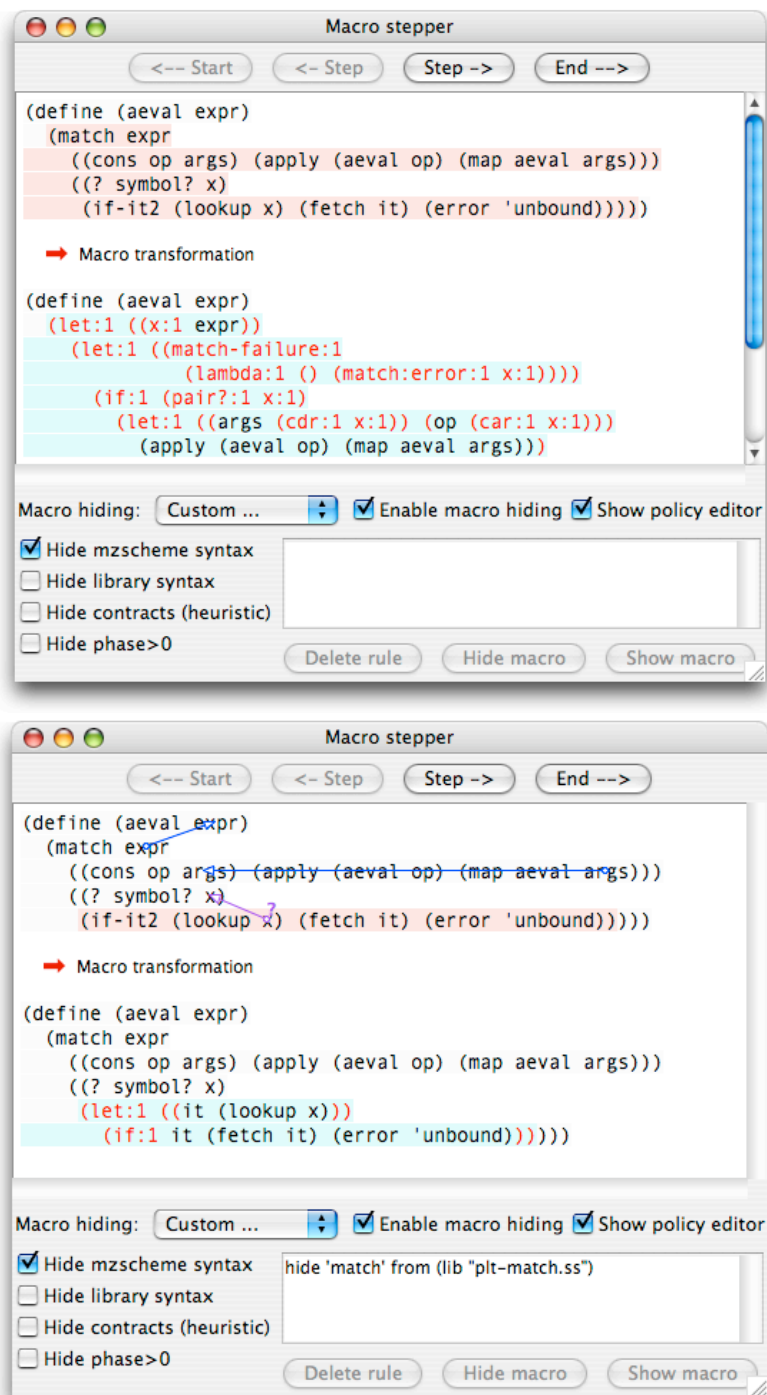 Macro stepper
<-- Start <- Step Step -> End -->
(define (aeval expr)
(match expr
((cons op args) (apply (aeval op) (map aeval args)))
((? symbol? x)
(if-it2 (lookup x) (fetch it) (error 'unbound)))))
Macro transformation
(define (aeval expr)
(let:1 ((x:1 expr))
(let:1 ((match-failure:1
(lambda:1 () (match:error:1 x:1))))
(if:1 (pair?:1 x:1)
(let:1 ((args (cdr:1 x:1)) (op (car:1 x:1)))
(apply (aeval op) (map aeval args)))
Macro hiding: Custom ... Enable macro hiding Show policy editor
Hide mzscheme syntax
Hide library syntax
Hide contracts (heuristic)
Hide phase>0
Delete rule Hide macro Show macro
Macro stepper
<-- Start <- Step Step -> End -->
(define (aeval expr)
(match expr
((cons op args) (apply (aeval op) (map aeval args)))
((? symbol? x) ?
(if-it2 (lookup x) (fetch it) (error 'unbound)))))
Macro transformation
(define (aeval expr)
(match expr
((cons op args) (apply (aeval op) (map aeval args)))
((? symbol? x)
(let:1 ((it (lookup x)))
(if:1 it (fetch it) (error 'unbound))))))
Macro hiding: Custom ... Enable macro hiding Show policy editor
Hide mzscheme syntax hide 'match' from (lib "plt-match.ss")
Hide library syntax
Hide contracts (heuristic)
Hide phase>0
Delete rule Hide macro Show macro